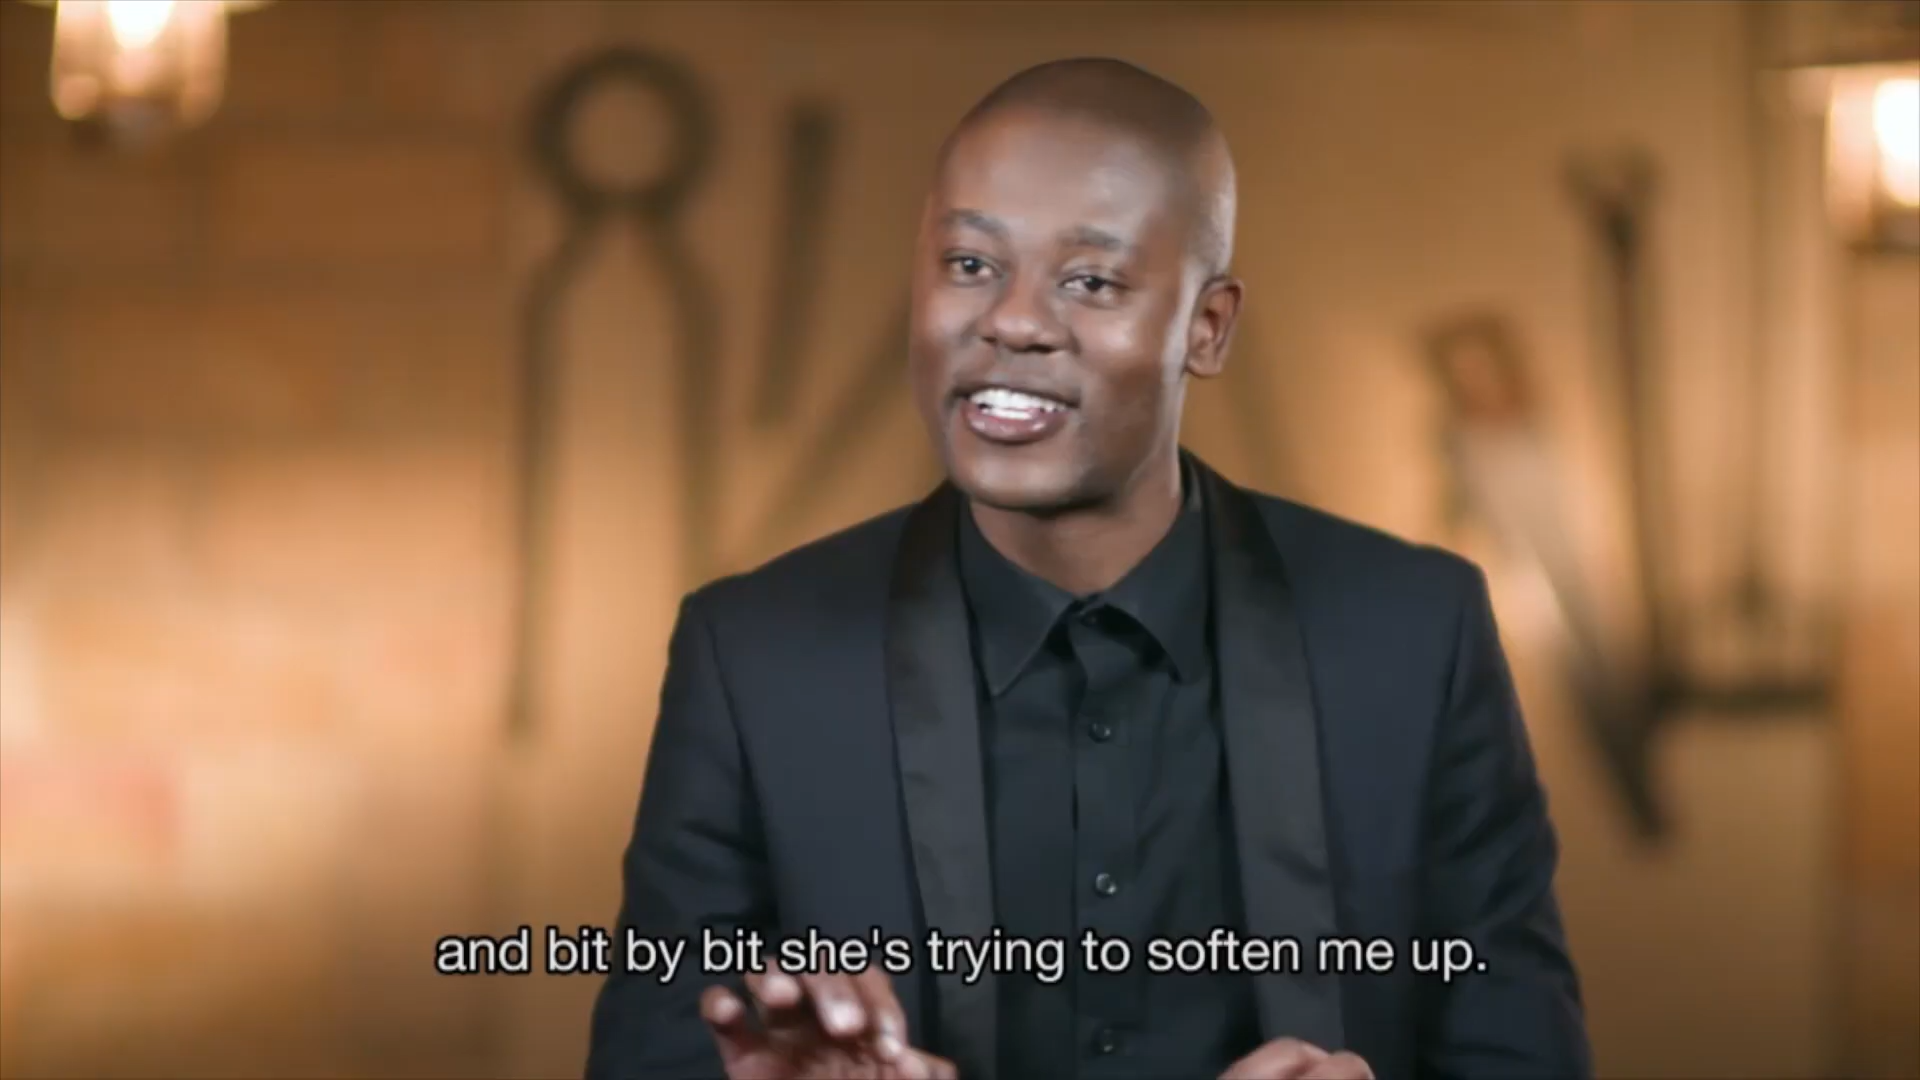 and bit by bit she's trying to soften me up.